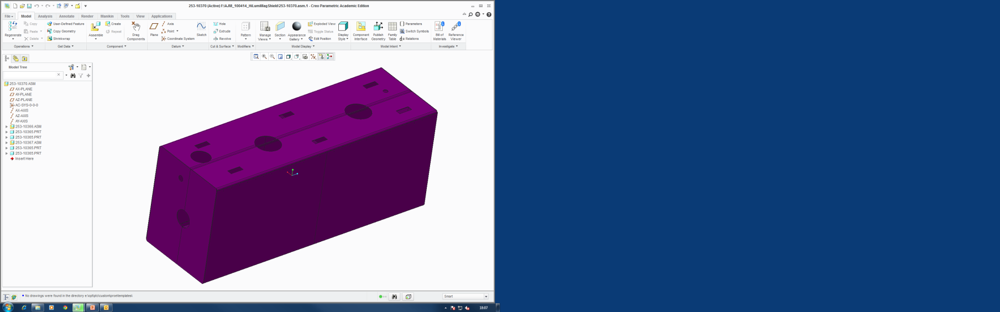 253-10370 (Active) F:\AJM_100414_HiLumiMagShield\253-10370.asm.1 - Creo Parametric Academic Edition
File Model Analysis Annotate Render Manikin Tools View Applications
Regenerate
Copy
Paste
Delete
User-Defined Feature
Copy Geometry
Shrinkwrap
Assemble
Create
Repeat
Drag Components
Plane
Axis
Point
Coordinate System
Sketch
Hole
Extrude
Revolve
Pattern
Manage Views
Section
Appearance Gallery
Exploded View
Toggle Status
Edit Position
Display Style
Component Interface
Publish Geometry
Family Table
Parameters
Switch Symbols
d= Relations
Bill of Materials
Reference Viewer
Operations Get Data Component Datum Cut & Surface Modifiers Model Display Model Intent Investigate
Model Tree
253-10370.ASM
AX-PLANE
AY-PLANE
AZ-PLANE
AC-SYS-0-0-0
AX-AXIS
AZ-AXIS
AY-AXIS
253-10366.ASM
253-10365.PRT
253-10365.PRT
253-10367.ASM
253-10365.PRT
253-10365.PRT
Insert Here
No drawings were found in the directory e:\opt\ptc\custom\proe\templates\
Smart
18:07